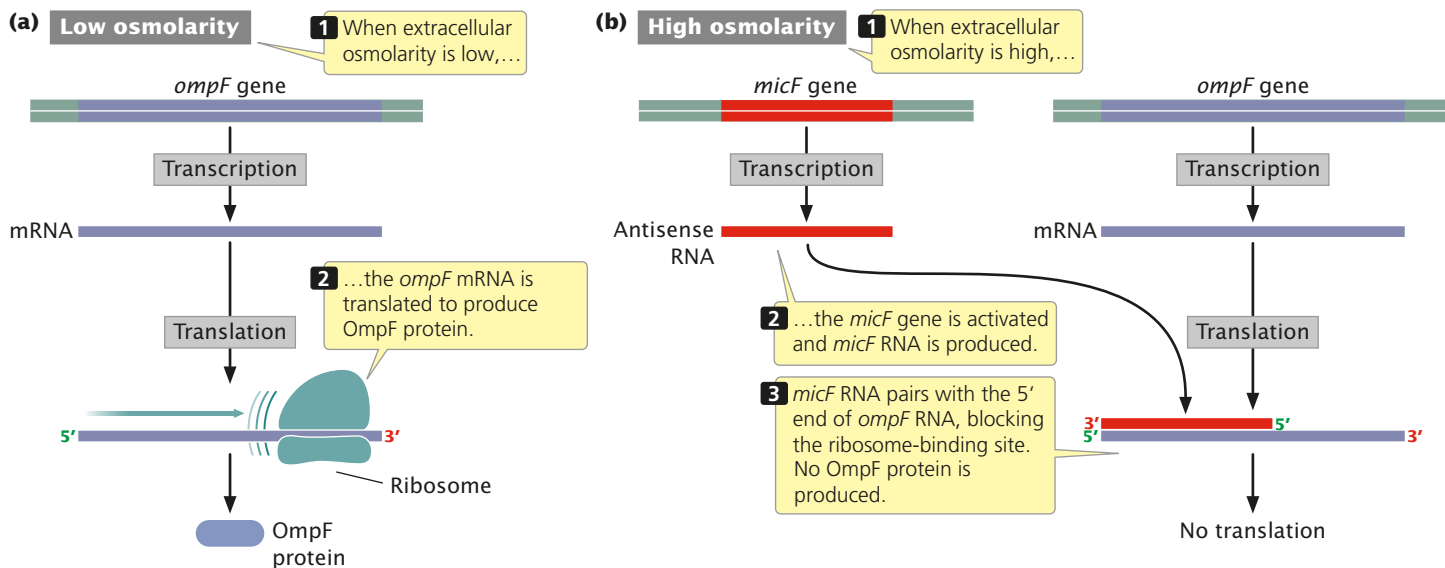 (a) Low osmolarity
1 When extracellular
osmolarity is low,...
ompF gene
Transcription
mRNA
2 ...the ompF mRNA is
translated to produce
OmpF protein.
Translation
5′
3′
Ribosome
OmpF
protein
(b) High osmolarity
1 When extracellular
osmolarity is high,...
micF gene
ompF gene
Transcription
Transcription
Antisense
RNA
mRNA
2 ...the micF gene is activated
and micF RNA is produced.
Translation
3 micF RNA pairs with the 5′
end of ompF RNA, blocking
the ribosome-binding site.
No OmpF protein is
produced.
3′
5′
5′
3′
No translation